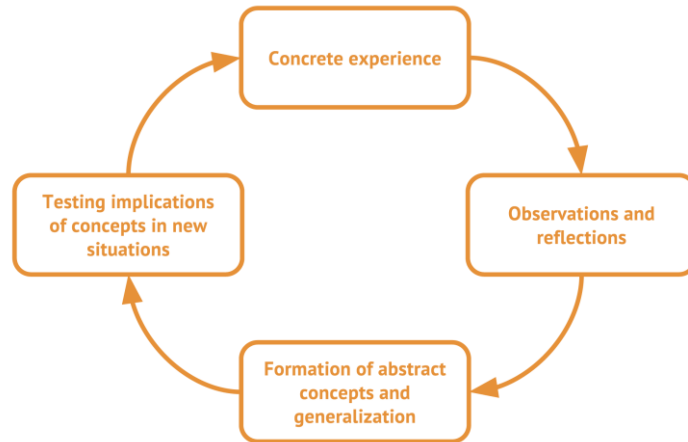 Concrete experience
Observations and
reflections
Formation of abstract
concepts and
generalization
Testing implications
of concepts in new
situations